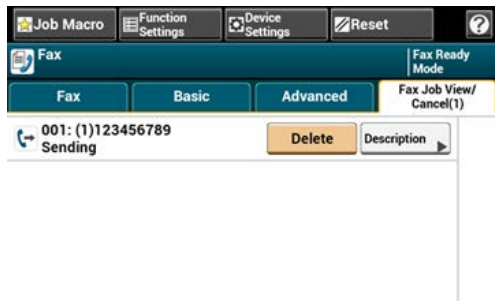 Job Macro
Function
Settings
Device
Settings
Reset
?
Fax
Fax Ready
Mode
Fax
Basic
Advanced
Fax Job View/
Cancel(1)
001: (1)123456789
Sending
Delete
Description